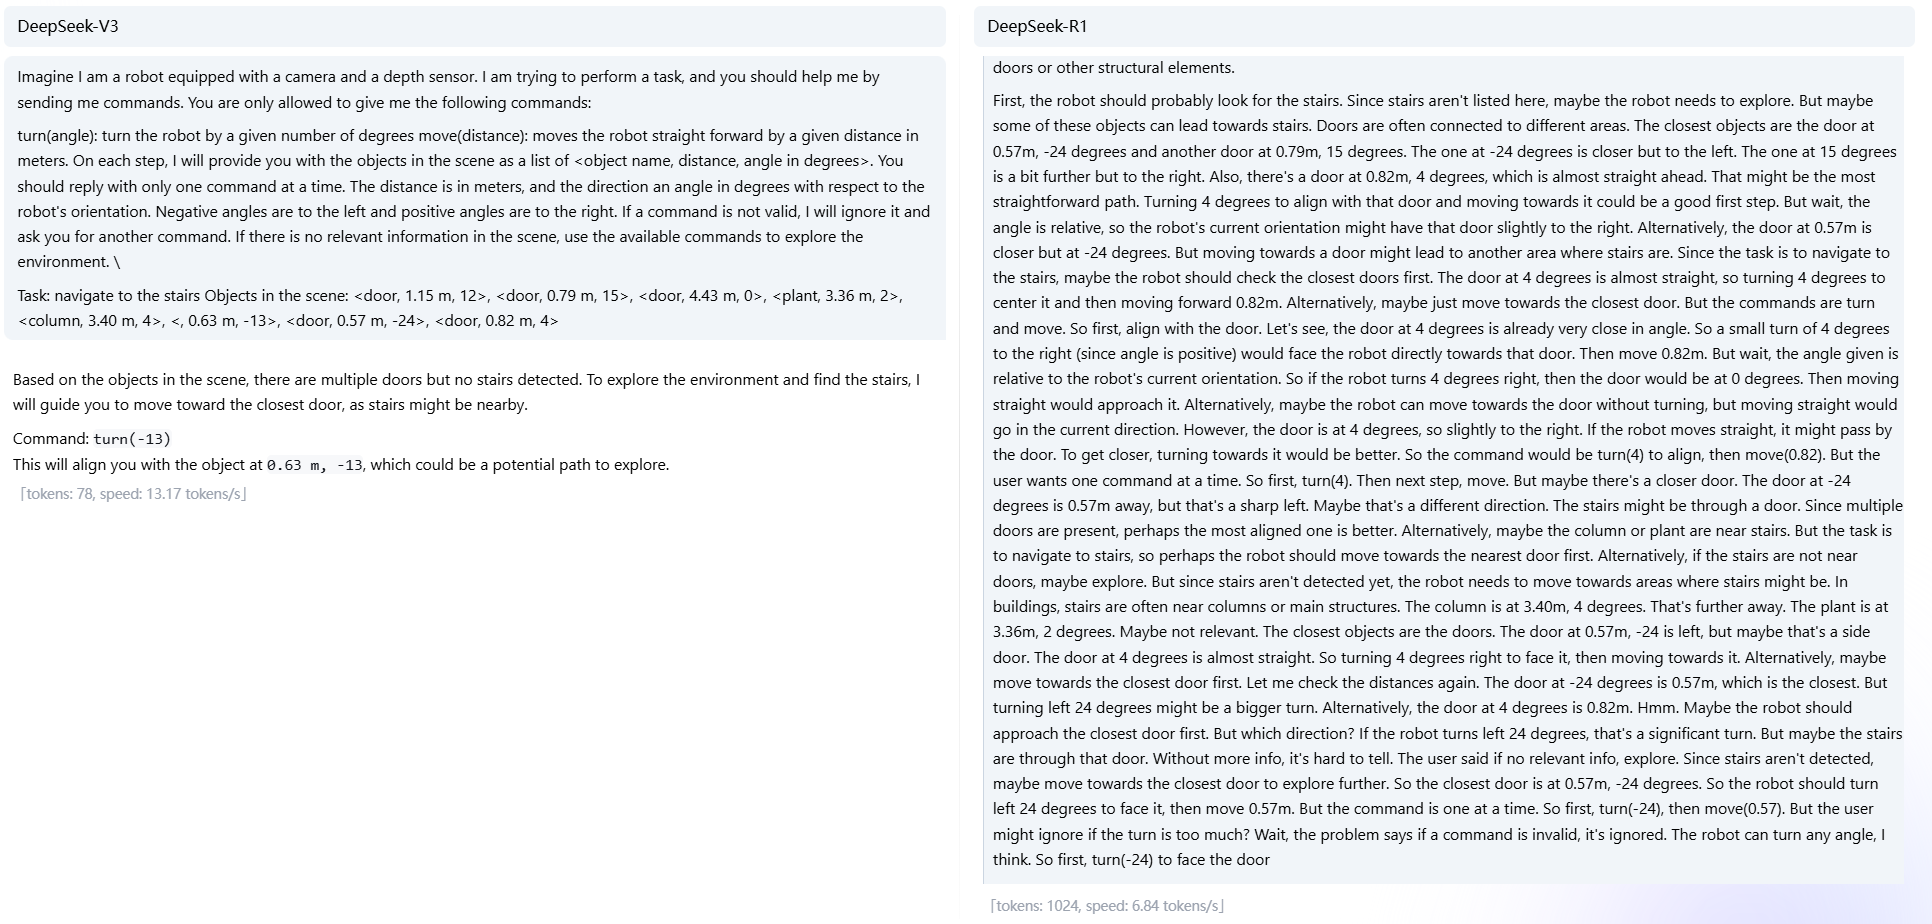 DeepSeek-V3
Imagine I am a robot equipped with a camera and a depth sensor. I am trying to perform a task, and you should help me by
sending me commands. You are only allowed to give me the following commands:
turn(angle): turn the robot by a given number of degrees move(distance): moves the robot straight forward by a given distance in
meters. On each step, I will provide you with the objects in the scene as a list of <object name, distance, angle in degrees>. You
should reply with only one command at a time. The distance is in meters, and the direction an angle in degrees with respect to the
robot's orientation. Negative angles are to the left and positive angles are to the right. If a command is not valid, I will ignore it and
ask you for another command. If there is no relevant information in the scene, use the available commands to explore the
environment. \
Task: navigate to the stairs Objects in the scene: <door, 1.15 m, 12>, <door, 0.79 m, 15>, <door, 4.43 m, 0>, <plant, 3.36 m, 2>,
<column, 3.40 m, 4>, <, 0.63 m, -13>, <door, 0.57 m, -24>, <door, 0.82 m, 4>
Based on the objects in the scene, there are multiple doors but no stairs detected. To explore the environment and find the stairs, I
will guide you to move toward the closest door, as stairs might be nearby.
Command: turn(-13)
This will align you with the object at 0.63 m, -13, which could be a potential path to explore.
⌈tokens: 78, speed: 13.17 tokens/s⌋
DeepSeek-R1
doors or other structural elements.
First, the robot should probably look for the stairs. Since stairs aren't listed here, maybe the robot needs to explore. But maybe
some of these objects can lead towards stairs. Doors are often connected to different areas. The closest objects are the door at
0.57m, -24 degrees and another door at 0.79m, 15 degrees. The one at -24 degrees is closer but to the left. The one at 15 degrees
is a bit further but to the right. Also, there's a door at 0.82m, 4 degrees, which is almost straight ahead. That might be the most
straightforward path. Turning 4 degrees to align with that door and moving towards it could be a good first step. But wait, the
angle is relative, so the robot's current orientation might have that door slightly to the right. Alternatively, the door at 0.57m is
closer but at -24 degrees. But moving towards a door might lead to another area where stairs are. Since the task is to navigate to
the stairs, maybe the robot should check the closest doors first. The door at 4 degrees is almost straight, so turning 4 degrees to
center it and then moving forward 0.82m. Alternatively, maybe just move towards the closest door. But the commands are turn
and move. So first, align with the door. Let's see, the door at 4 degrees is already very close in angle. So a small turn of 4 degrees
to the right (since angle is positive) would face the robot directly towards that door. Then move 0.82m. But wait, the angle given is
relative to the robot's current orientation. So if the robot turns 4 degrees right, then the door would be at 0 degrees. Then moving
straight would approach it. Alternatively, maybe the robot can move towards the door without turning, but moving straight would
go in the current direction. However, the door is at 4 degrees, so slightly to the right. If the robot moves straight, it might pass by
the door. To get closer, turning towards it would be better. So the command would be turn(4) to align, then move(0.82). But the
user wants one command at a time. So first, turn(4). Then next step, move. But maybe there's a closer door. The door at -24
degrees is 0.57m away, but that's a sharp left. Maybe that's a different direction. The stairs might be through a door. Since multiple
doors are present, perhaps the most aligned one is better. Alternatively, maybe the column or plant are near stairs. But the task is
to navigate to stairs, so perhaps the robot should move towards the nearest door first. Alternatively, if the stairs are not near
doors, maybe explore. But since stairs aren't detected yet, the robot needs to move towards areas where stairs might be. In
buildings, stairs are often near columns or main structures. The column is at 3.40m, 4 degrees. That's further away. The plant is at
3.36m, 2 degrees. Maybe not relevant. The closest objects are the doors. The door at 0.57m, -24 is left, but maybe that's a side
door. The door at 4 degrees is almost straight. So turning 4 degrees right to face it, then moving towards it. Alternatively, maybe
move towards the closest door first. Let me check the distances again. The door at -24 degrees is 0.57m, which is the closest. But
turning left 24 degrees might be a bigger turn. Alternatively, the door at 4 degrees is 0.82m. Hmm. Maybe the robot should
approach the closest door first. But which direction? If the robot turns left 24 degrees, that's a significant turn. But maybe the stairs
are through that door. Without more info, it's hard to tell. The user said if no relevant info, explore. Since stairs aren't detected,
maybe move towards the closest door to explore further. So the closest door is at 0.57m, -24 degrees. So the robot should turn
left 24 degrees to face it, then move 0.57m. But the command is one at a time. So first, turn(-24), then move(0.57). But the user
might ignore if the turn is too much? Wait, the problem says if a command is invalid, it's ignored. The robot can turn any angle, I
think. So first, turn(-24) to face the door
⌈tokens: 1024, speed: 6.84 tokens/s⌋